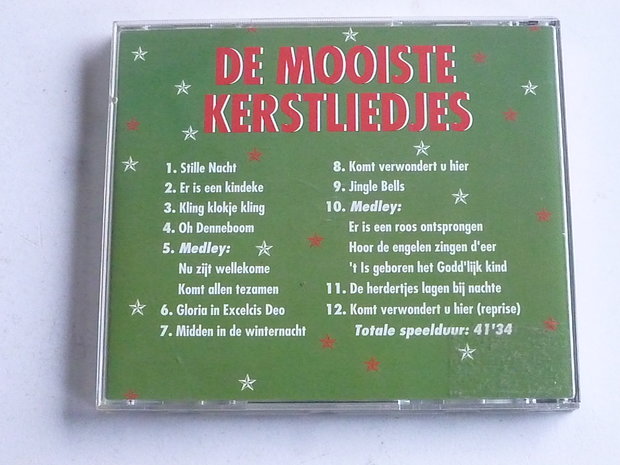 DE MOOISTE
KERSTLIEDJES
1. Stille Nacht
2. Er is een kindeke
3. Kling klokje kling
4. Oh Denneboom
5. Medley:
Nu zijt wellekome
Komt allen tezamen
6. Gloria in Excelcis Deo
7. Midden in de winternacht
8. Komt verwondert u hier
9. Jingle Bells
10. Medley:
Er is een roos ontsprongen
Hoor de engelen zingen d'eer
't Is geboren het Godd'lijk kind
11. De herdertjes lagen bij nachte
12. Komt verwondert u hier (reprise)
Totale speelduur: 41'34